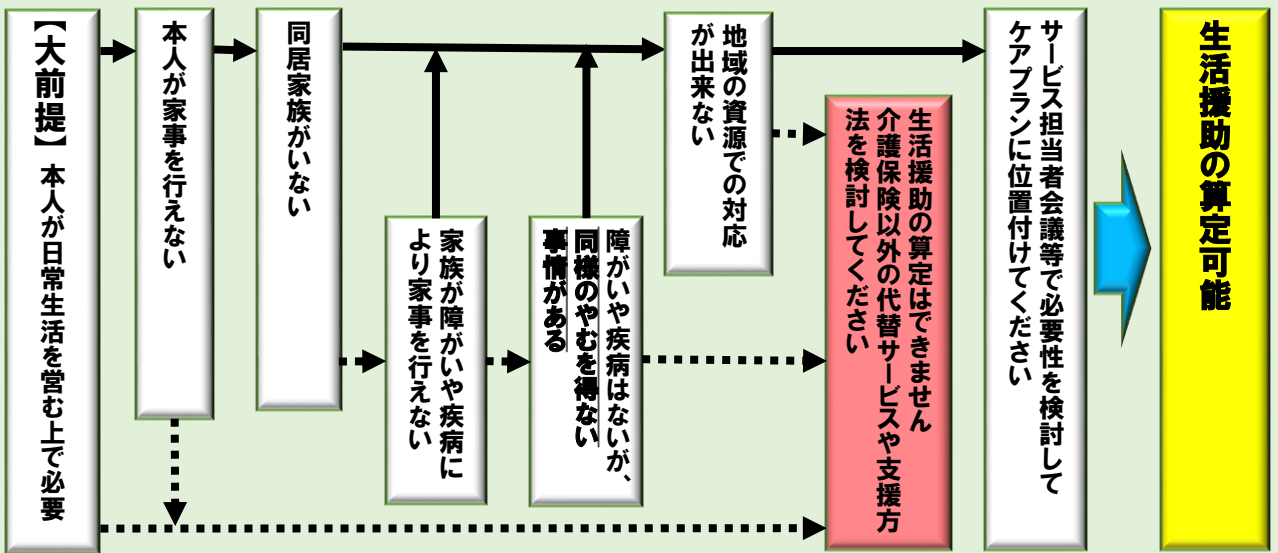 【大前提】本人が日常生活を営む上で必要
本人が家事を行えない
同居家族がいない
家族が障がいや疾病に
より家事を行えない
障がいや疾病はないが、
同様のやむを得ない
事情がある
地域の資源での対応
が出来ない
生活援助の算定はできません
介護保険以外の代替サービスや支援方
法を検討してください
サービス担当者会議等で必要性を検討して
ケアプランに位置付けてください
生活援助の算定可能